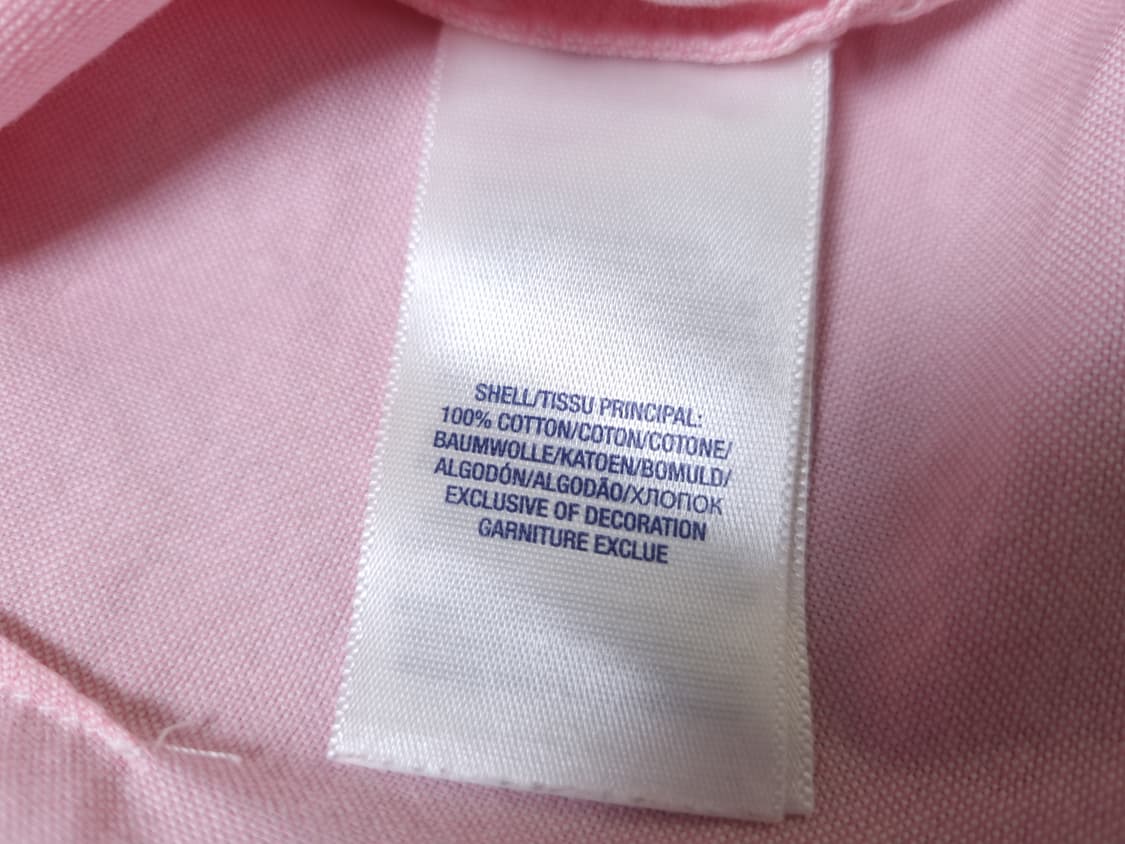 SHELL/TISSU PRINCIPAL:
100% COTTON/COTON/COTONE/
BAUMWOLLE/KATOEN/BOMULD/
ALGODÓN/ALGODÃO/ХЛОПОК
EXCLUSIVE OF DECORATION
GARNITURE EXCLUE